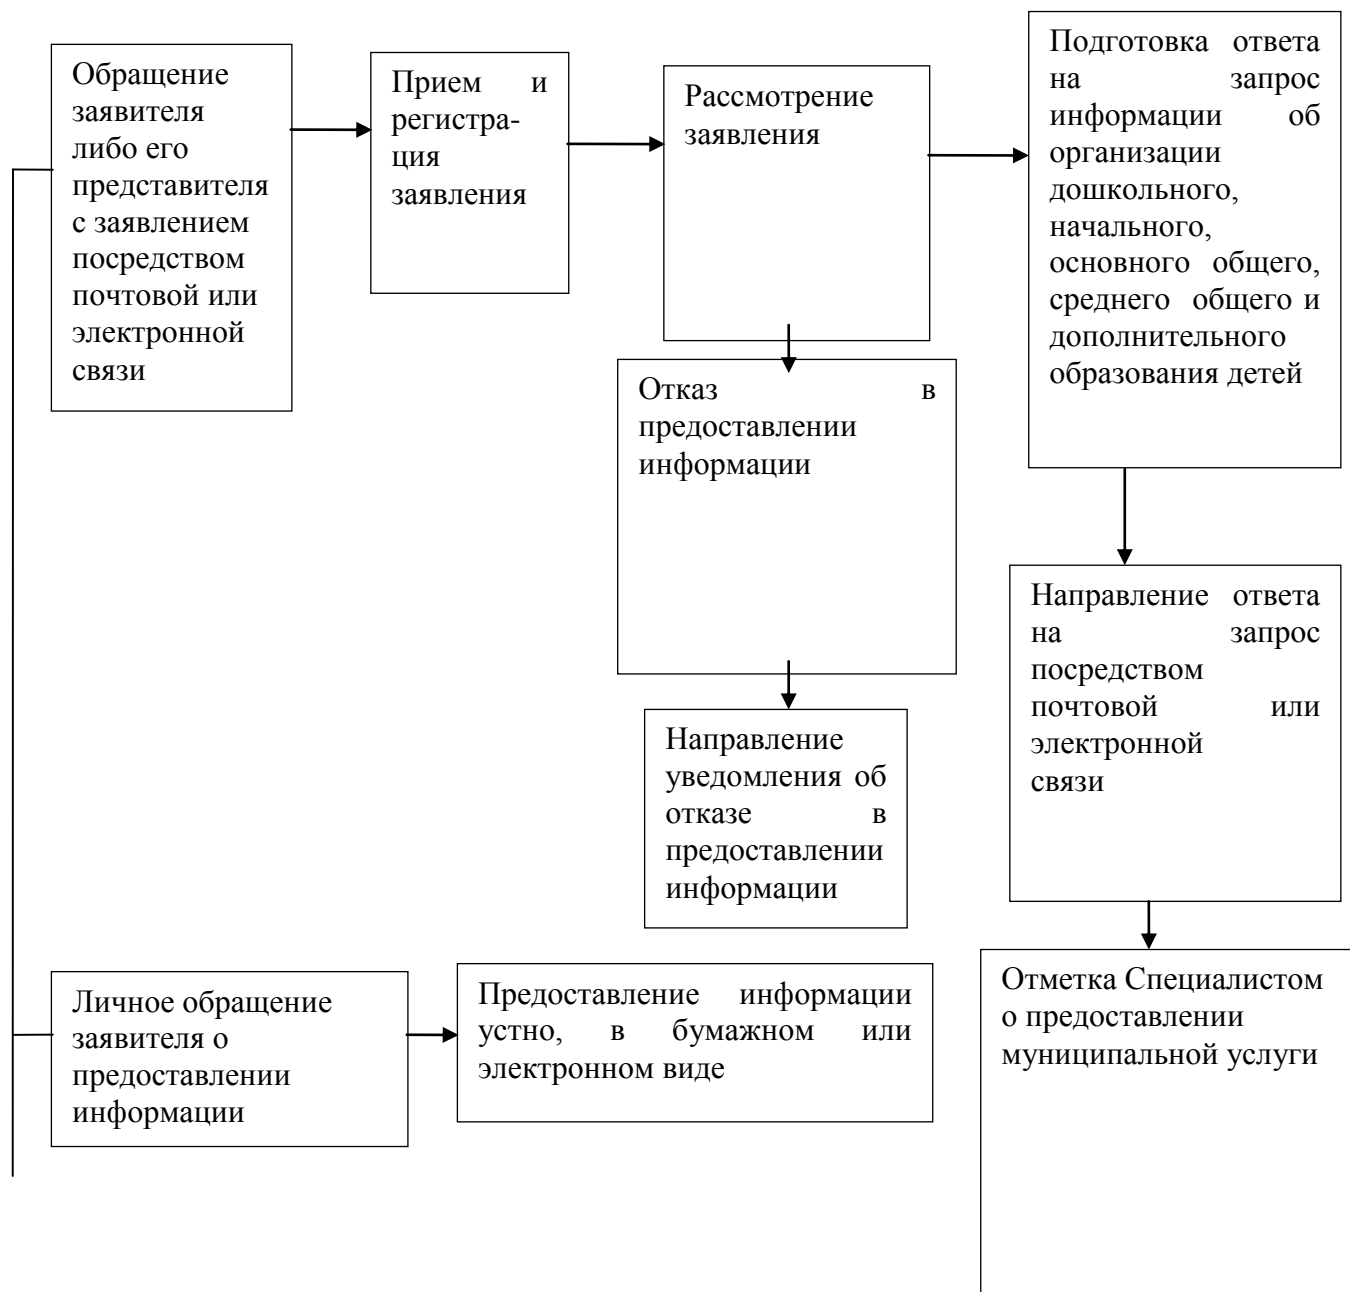 Обращение
заявителя
либо его
представителя
с заявлением
посредством
почтовой или
электронной
связи
Прием и
регистра-
ция
заявления
Рассмотрение
заявления
Подготовка ответа
на запрос
информации об
организации
дошкольного,
начального,
основного общего,
среднего общего и
дополнительного
образования детей
Отказ в
предоставлении
информации
Направление ответа
на запрос
посредством
почтовой или
электронной
связи
Направление
уведомления об
отказе в
предоставлении
информации
Личное обращение
заявителя о
предоставлении
информации
Предоставление информации
устно, в бумажном или
электронном виде
Отметка Специалистом
о предоставлении
муниципальной услуги